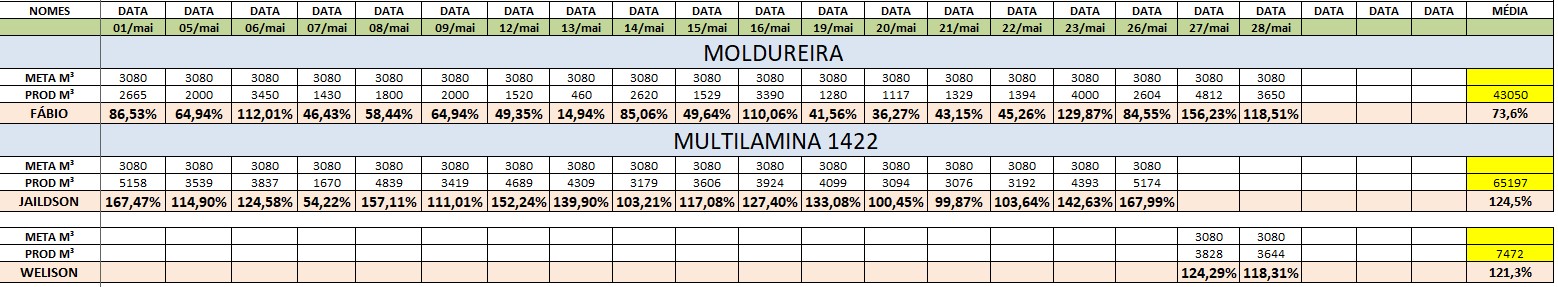 NOMES DATA DATA DATA DATA DATA DATA DATA DATA DATA DATA DATA DATA DATA DATA DATA DATA DATA DATA DATA DATA DATA DATA MÉDIA
01/mai 05/mai 06/mai 07/mai 08/mai 09/mai 12/mai 13/mai 14/mai 15/mai 16/mai 19/mai 20/mai 21/mai 22/mai 23/mai 26/mai 27/mai 28/mai
MOLDUREIRA
META M³ 3080 3080 3080 3080 3080 3080 3080 3080 3080 3080 3080 3080 3080 3080 3080 3080 3080 3080 3080
PROD M³ 2665 2000 3450 1430 1800 2000 1520 460 2620 1529 3390 1280 1117 1329 1394 4000 2604 4812 3650 43050
FÁBIO 86,53% 64,94% 112,01% 46,43% 58,44% 64,94% 49,35% 14,94% 85,06% 49,64% 110,06% 41,56% 36,27% 43,15% 45,26% 129,87% 84,55% 156,23% 118,51% 73,6%
MULTILAMINA 1422
META M³ 3080 3080 3080 3080 3080 3080 3080 3080 3080 3080 3080 3080 3080 3080 3080 3080 3080
PROD M³ 5158 3539 3837 1670 4839 3419 4689 4309 3179 3606 3924 4099 3094 3076 3192 4393 5174 65197
JAILDSON 167,47% 114,90% 124,58% 54,22% 157,11% 111,01% 152,24% 139,90% 103,21% 117,08% 127,40% 133,08% 100,45% 99,87% 103,64% 142,63% 167,99% 124,5%
META M³ 3080 3080
PROD M³ 3828 3644 7472
WELISON 124,29% 118,31% 121,3%